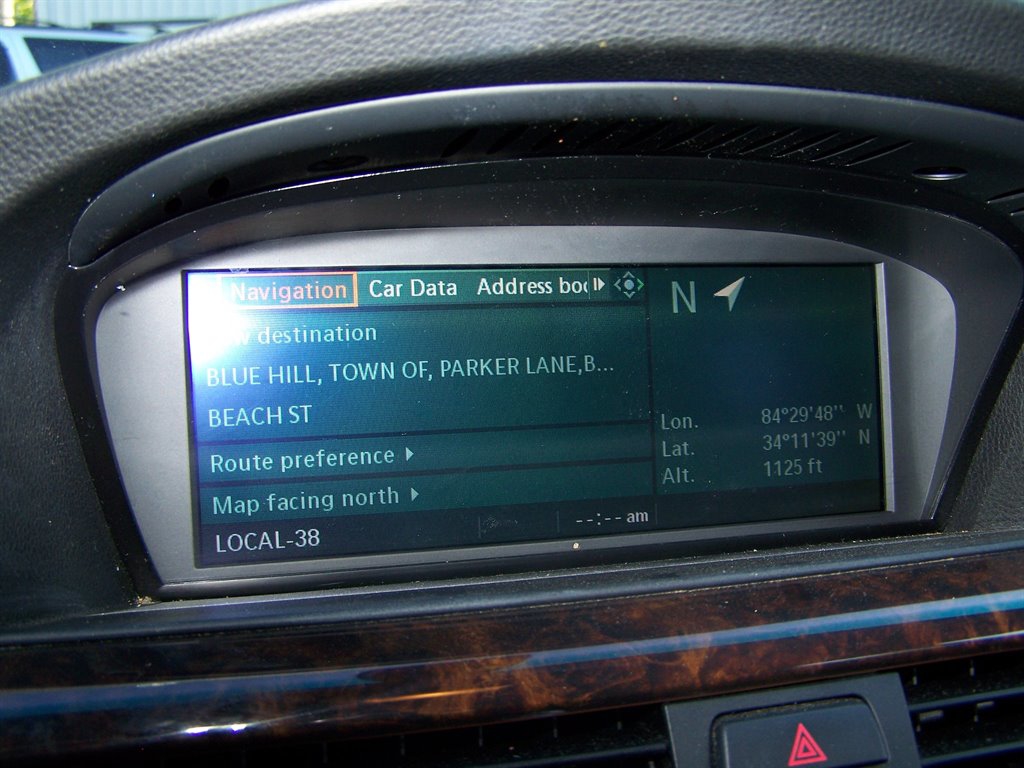 Navigation Car Data Address boo
destination
BLUE HILL, TOWN OF, PARKER LANE,B...
BEACH ST
Route preference
Map facing north
LOCAL-38
--:-- am
N
Lon. 84°29'48'' W
Lat. 34°11'39'' N
Alt. 1125 ft